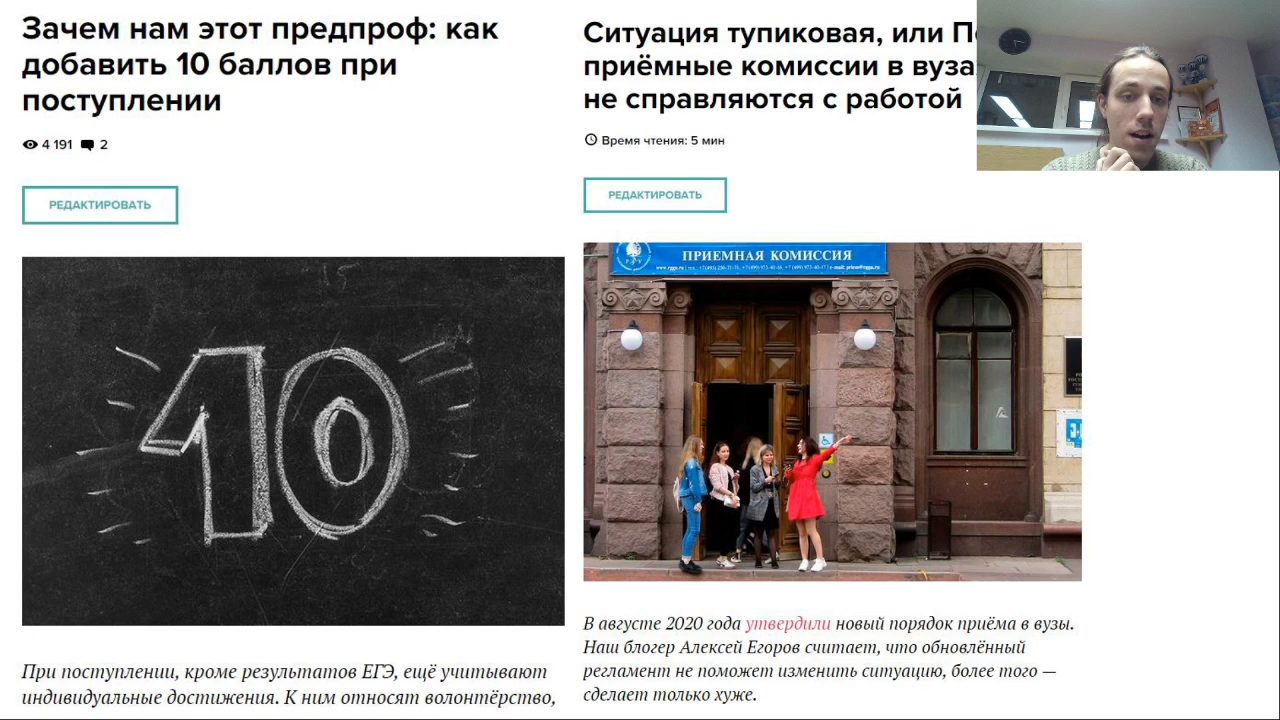 Зачем нам этот предпроф: как
добавить 10 баллов при
поступлении
4 191 2
РЕДАКТИРОВАТЬ
10
При поступлении, кроме результатов ЕГЭ, ещё учитывают
индивидуальные достижения. К ним относят волонтёрство,
Ситуация тупиковая, или П
приёмные комиссии в вуза
не справляются с работой
Время чтения: 5 мин
РЕДАКТИРОВАТЬ
ПРИЕМНАЯ КОМИССИЯ
В августе 2020 года утвердили новый порядок приёма в вузы.
Наш блогер Алексей Егоров считает, что обновлённый
регламент не поможет изменить ситуацию, более того —
сделает только хуже.